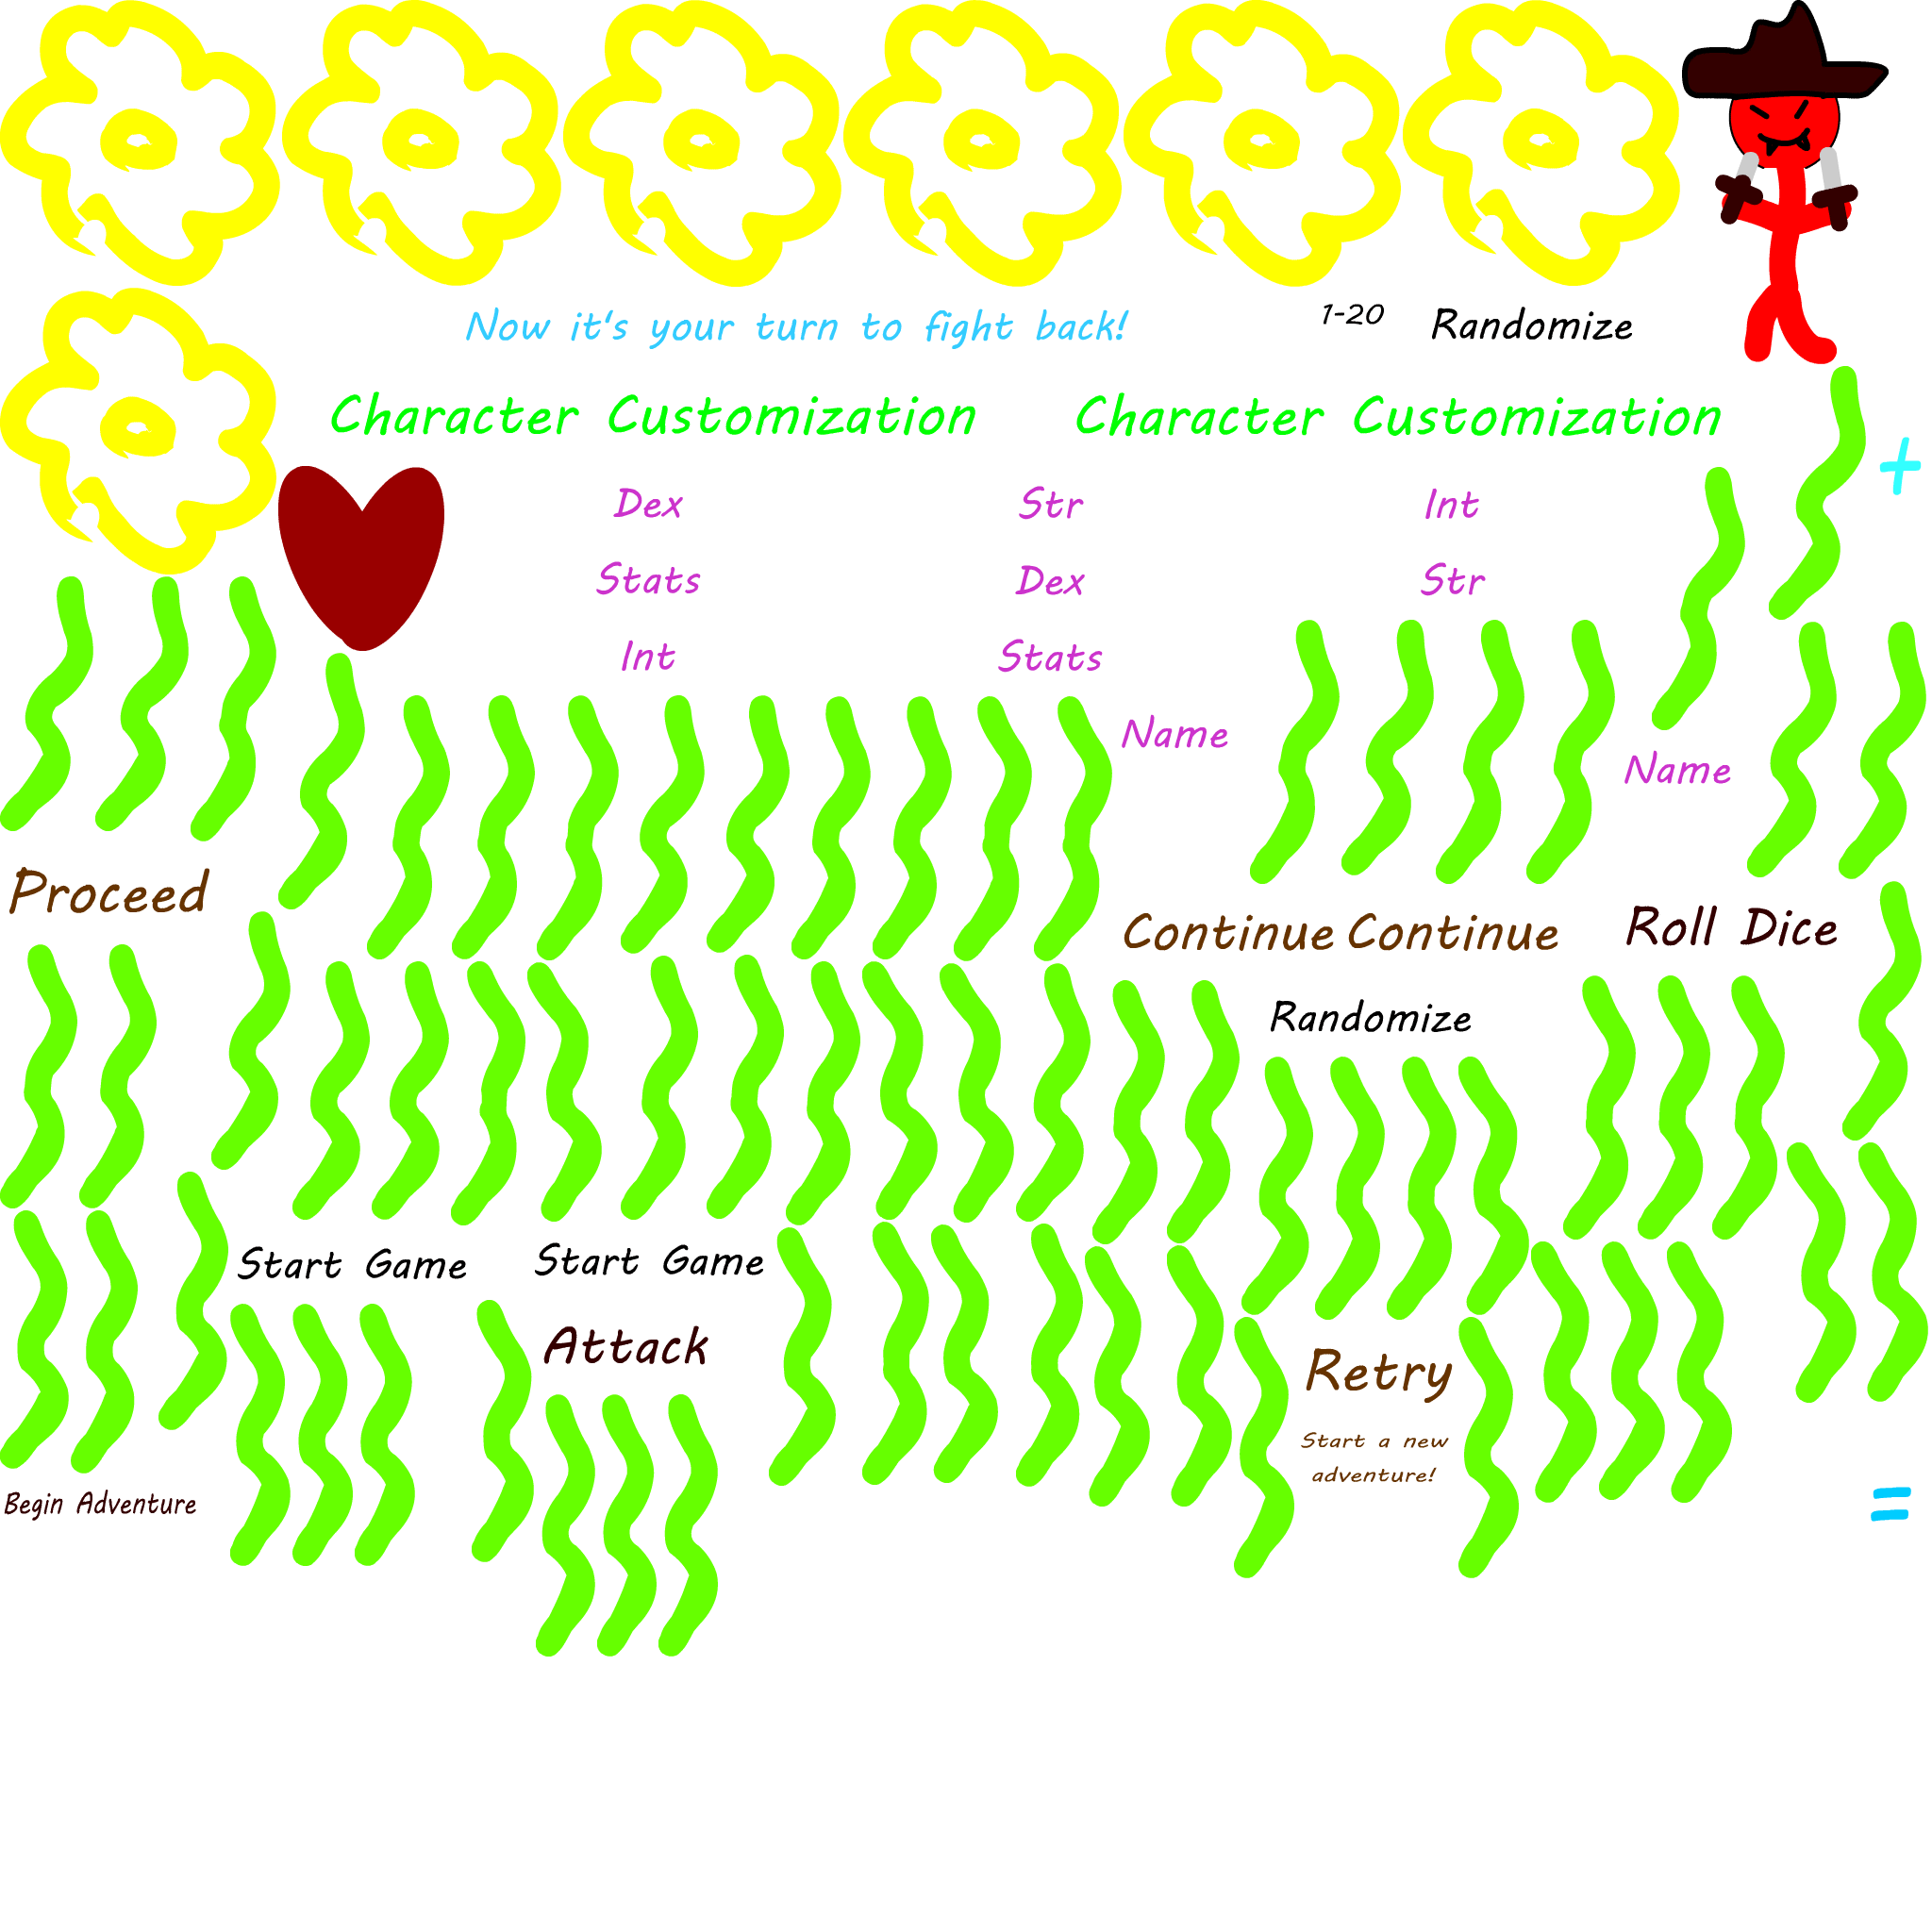 Now it's your turn to fight back!
1-20
Randomize
Character Customization
Character Customization
+
Dex
Str
Int
Stats
Dex
Str
Int
Stats
Name
Name
Proceed
Continue
Continue
Roll Dice
Randomize
Start Game
Start Game
Attack
Retry
Start a new
adventure!
Begin Adventure
=